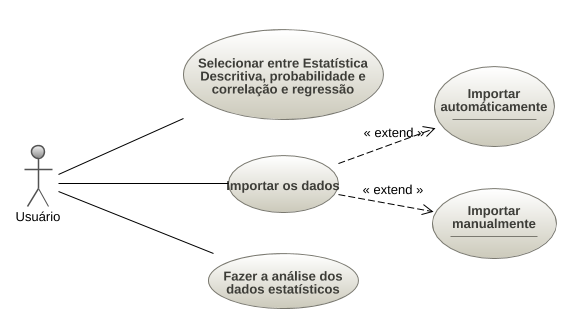 Selecionar entre Estatística
Descritiva, probabilidade e
correlação e regressão
Importar
automáticamente
« extend »
Importar os dados
« extend »
Usuário
Importar
manualmente
Fazer a análise dos
dados estatísticos